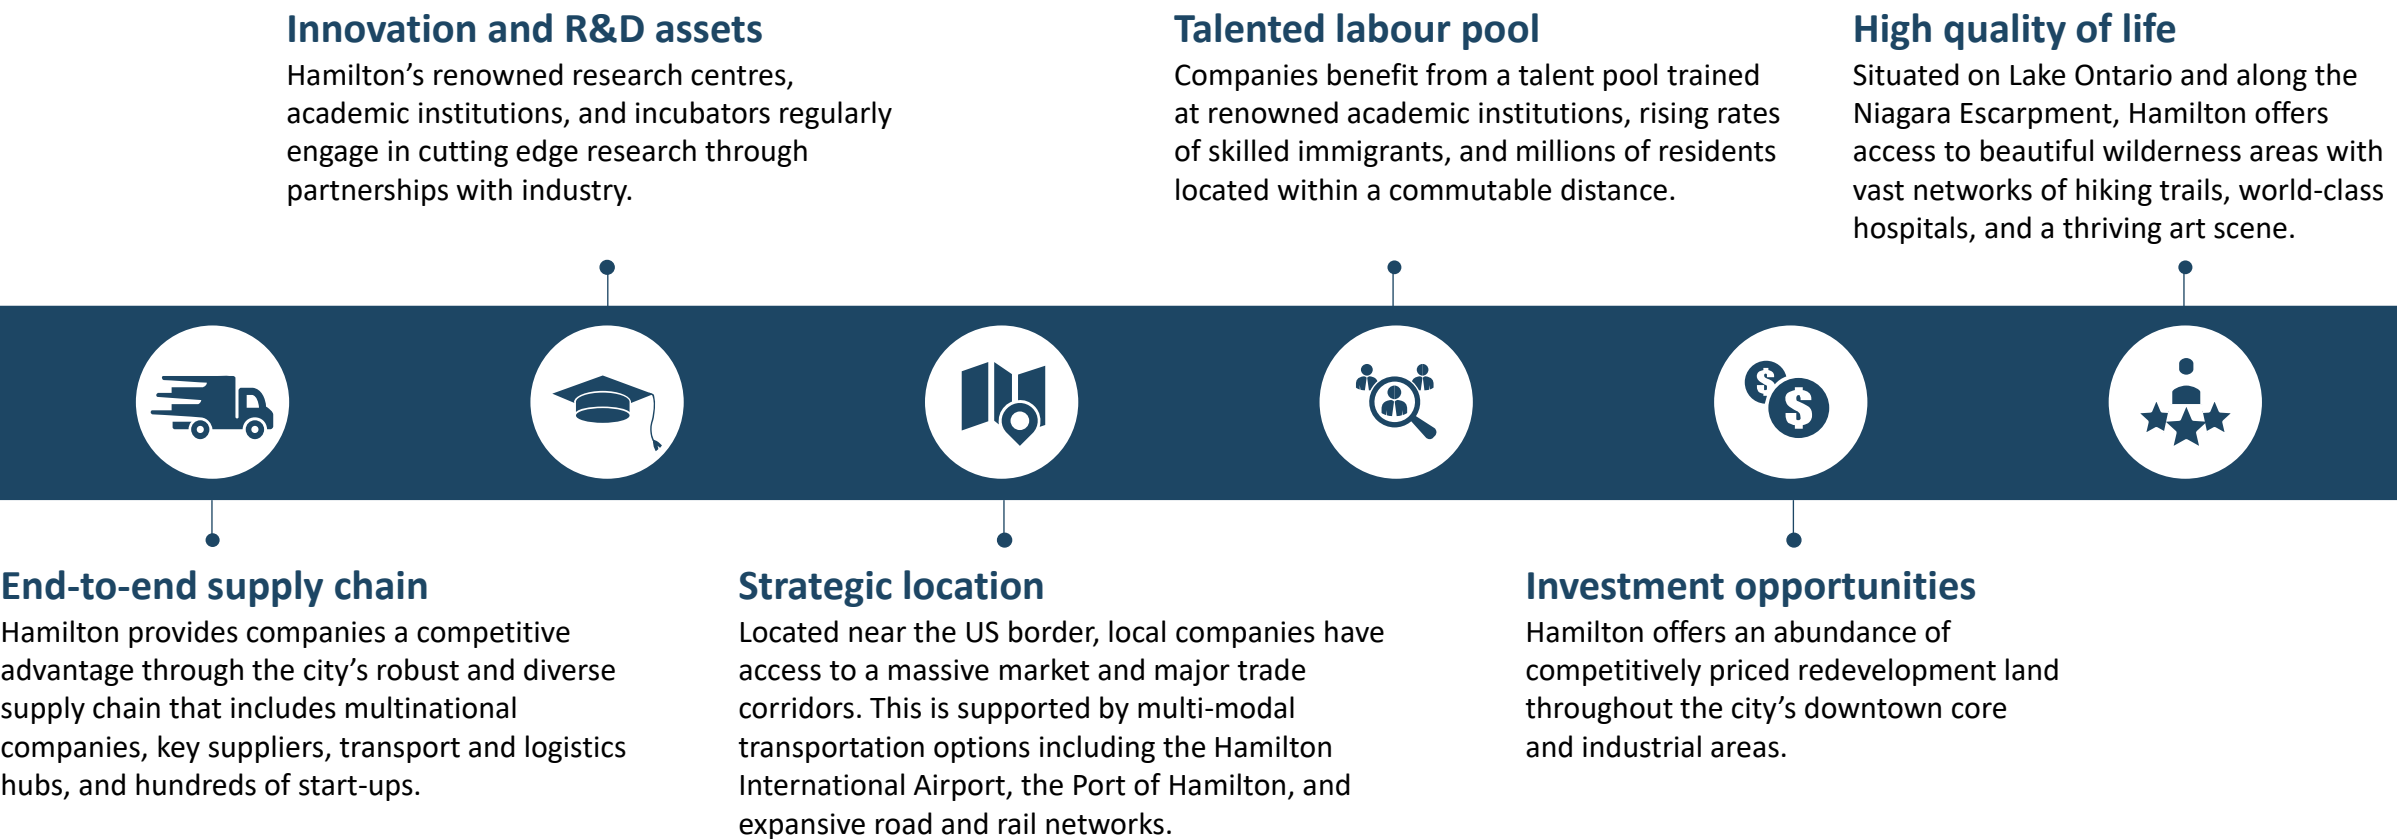 Innovation and R&D assets
Hamilton’s renowned research centres,
academic institutions, and incubators regularly
engage in cutting edge research through
partnerships with industry.
Talented labour pool
Companies benefit from a talent pool trained
at renowned academic institutions, rising rates
of skilled immigrants, and millions of residents
located within a commutable distance.
High quality of life
Situated on Lake Ontario and along the
Niagara Escarpment, Hamilton offers
access to beautiful wilderness areas with
vast networks of hiking trails, world-class
hospitals, and a thriving art scene.
$
$
End-to-end supply chain
Hamilton provides companies a competitive
advantage through the city’s robust and diverse
supply chain that includes multinational
companies, key suppliers, transport and logistics
hubs, and hundreds of start-ups.
Strategic location
Located near the US border, local companies have
access to a massive market and major trade
corridors. This is supported by multi-modal
transportation options including the Hamilton
International Airport, the Port of Hamilton, and
expansive road and rail networks.
Investment opportunities
Hamilton offers an abundance of
competitively priced redevelopment land
throughout the city’s downtown core
and industrial areas.